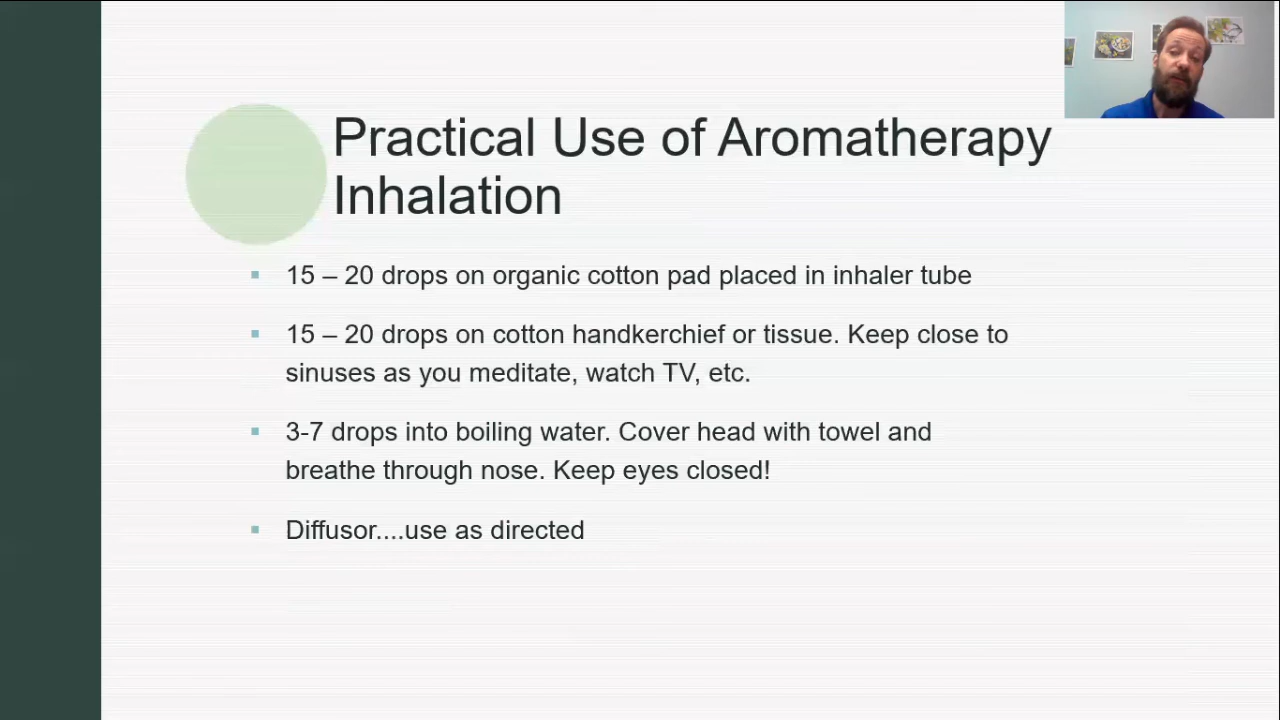 Practical Use of Aromatherapy
Inhalation
15 – 20 drops on organic cotton pad placed in inhaler tube
15 – 20 drops on cotton handkerchief or tissue. Keep close to
sinuses as you meditate, watch TV, etc.
3-7 drops into boiling water. Cover head with towel and
breathe through nose. Keep eyes closed!
Diffusor....use as directed